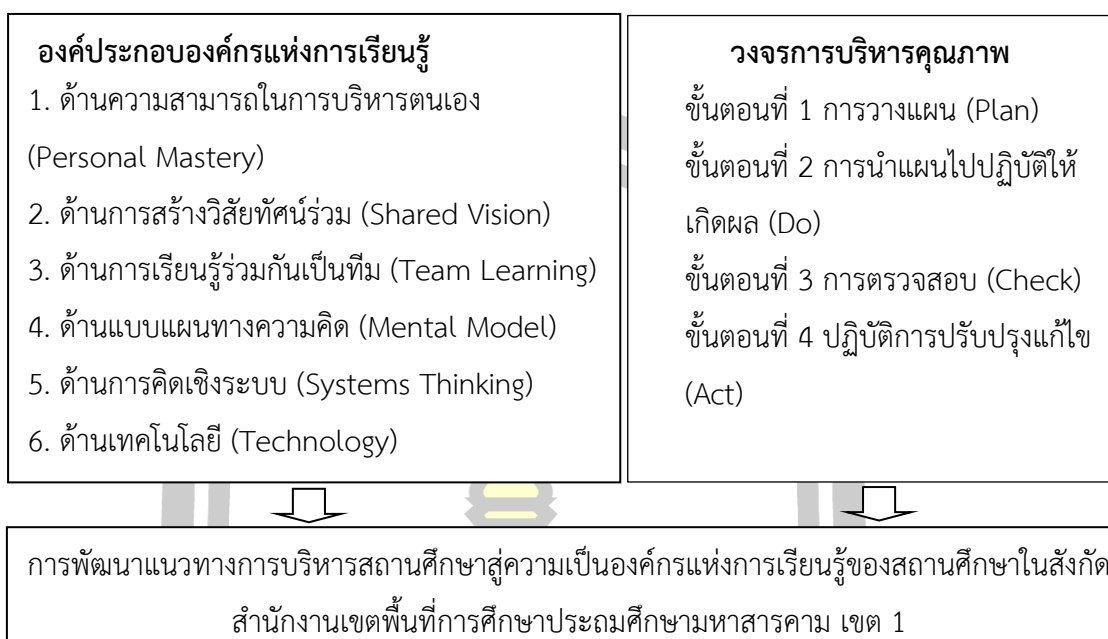 องค์ประกอบองค์กรแห่งการเรียนรู้
1. ด้านความสามารถในการบริหารตนเอง
(Personal Mastery)
2. ด้านการสร้างวิสัยทัศน์ร่วม (Shared Vision)
3. ด้านการเรียนรู้ร่วมกันเป็นทีม (Team Learning)
4. ด้านแบบแผนทางความคิด (Mental Model)
5. ด้านการคิดเชิงระบบ (Systems Thinking)
6. ด้านเทคโนโลยี (Technology)
วงจรการบริหารคุณภาพ
ขั้นตอนที่ 1 การวางแผน (Plan)
ขั้นตอนที่ 2 การนำแผนไปปฏิบัติให้
เกิดผล (Do)
ขั้นตอนที่ 3 การตรวจสอบ (Check)
ขั้นตอนที่ 4 ปฏิบัติการปรับปรุงแก้ไข
(Act)
การพัฒนาแนวทางการบริหารสถานศึกษาสู่ความเป็นองค์กรแห่งการเรียนรู้ของสถานศึกษาในสังกัด
สำนักงานเขตพื้นที่การศึกษาประถมศึกษามหาสารคาม เขต 1